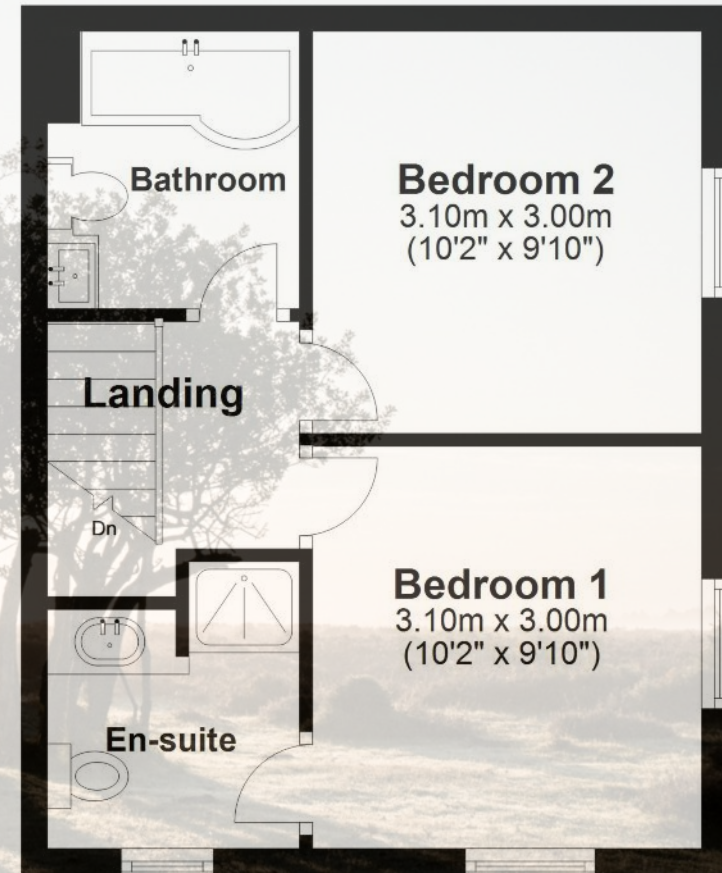 Bathroom
Bedroom 2
3.10m x 3.00m
(10'2" x 9'10")
Landing
Dn
Bedroom 1
3.10m x 3.00m
(10'2" x 9'10")
En-suite